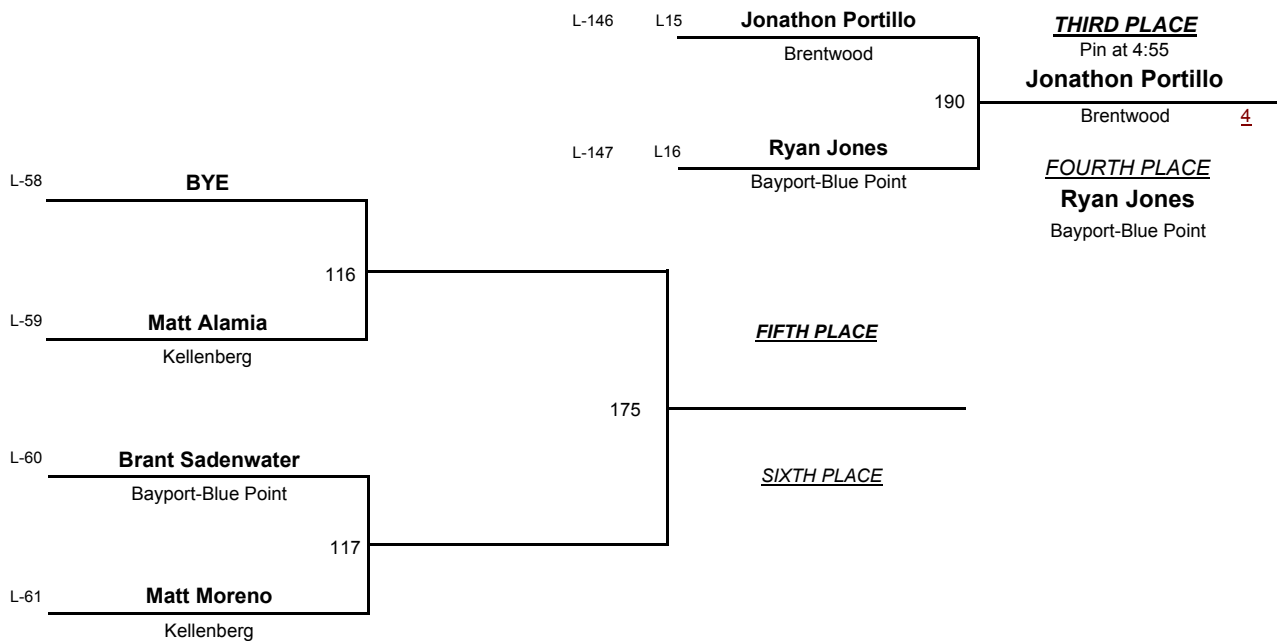 L-146 L15 Jonathon Portillo
Brentwood
THIRD PLACE
Pin at 4:55
Jonathon Portillo
190
Brentwood 4
L-147 L16 Ryan Jones
Bayport-Blue Point
FOURTH PLACE
Ryan Jones
Bayport-Blue Point
L-58 BYE
116
L-59 Matt Alamia
Kellenberg
FIFTH PLACE
175
L-60 Brant Sadenwater
Bayport-Blue Point
SIXTH PLACE
117
L-61 Matt Moreno
Kellenberg